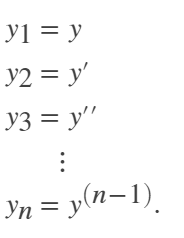 y₁ = y
y₂ = y′
y₃ = y′′
⋮
yₙ = y⁽ⁿ⁻¹⁾.